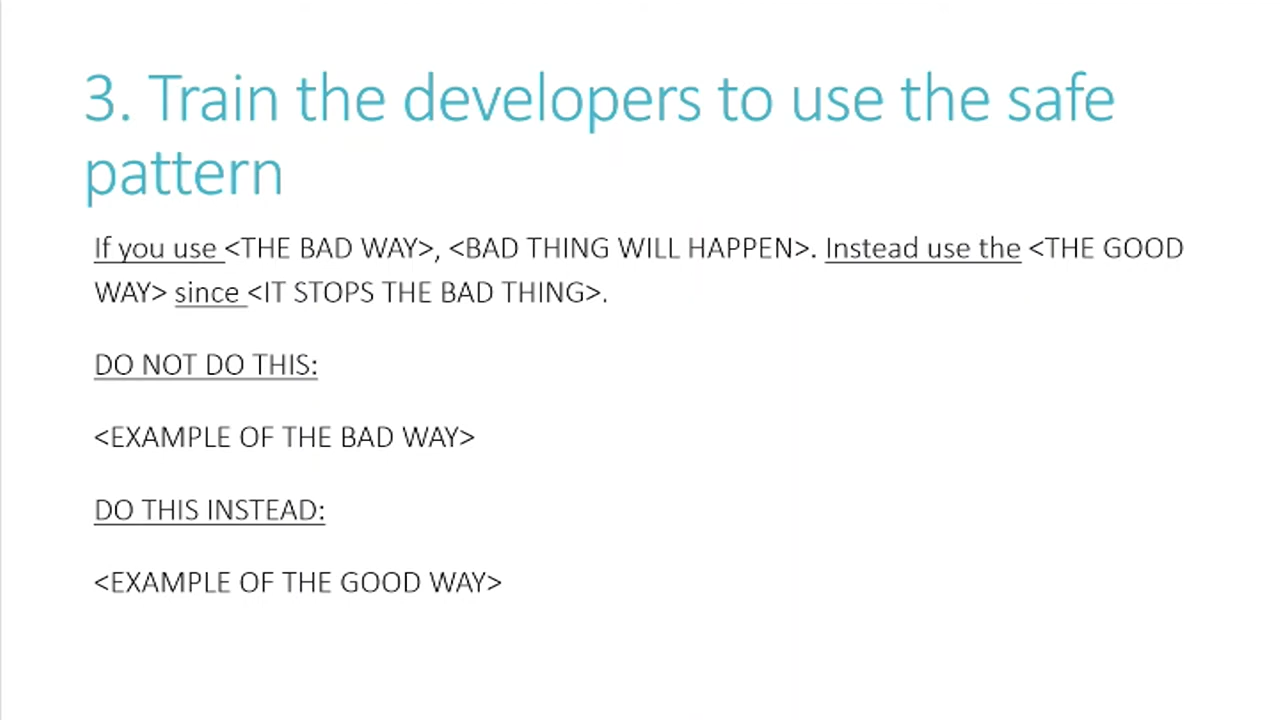 3. Train the developers to use the safe
pattern
If you use <THE BAD WAY>, <BAD THING WILL HAPPEN>. Instead use the <THE GOOD
WAY> since <IT STOPS THE BAD THING>.
DO NOT DO THIS:
<EXAMPLE OF THE BAD WAY>
DO THIS INSTEAD:
<EXAMPLE OF THE GOOD WAY>